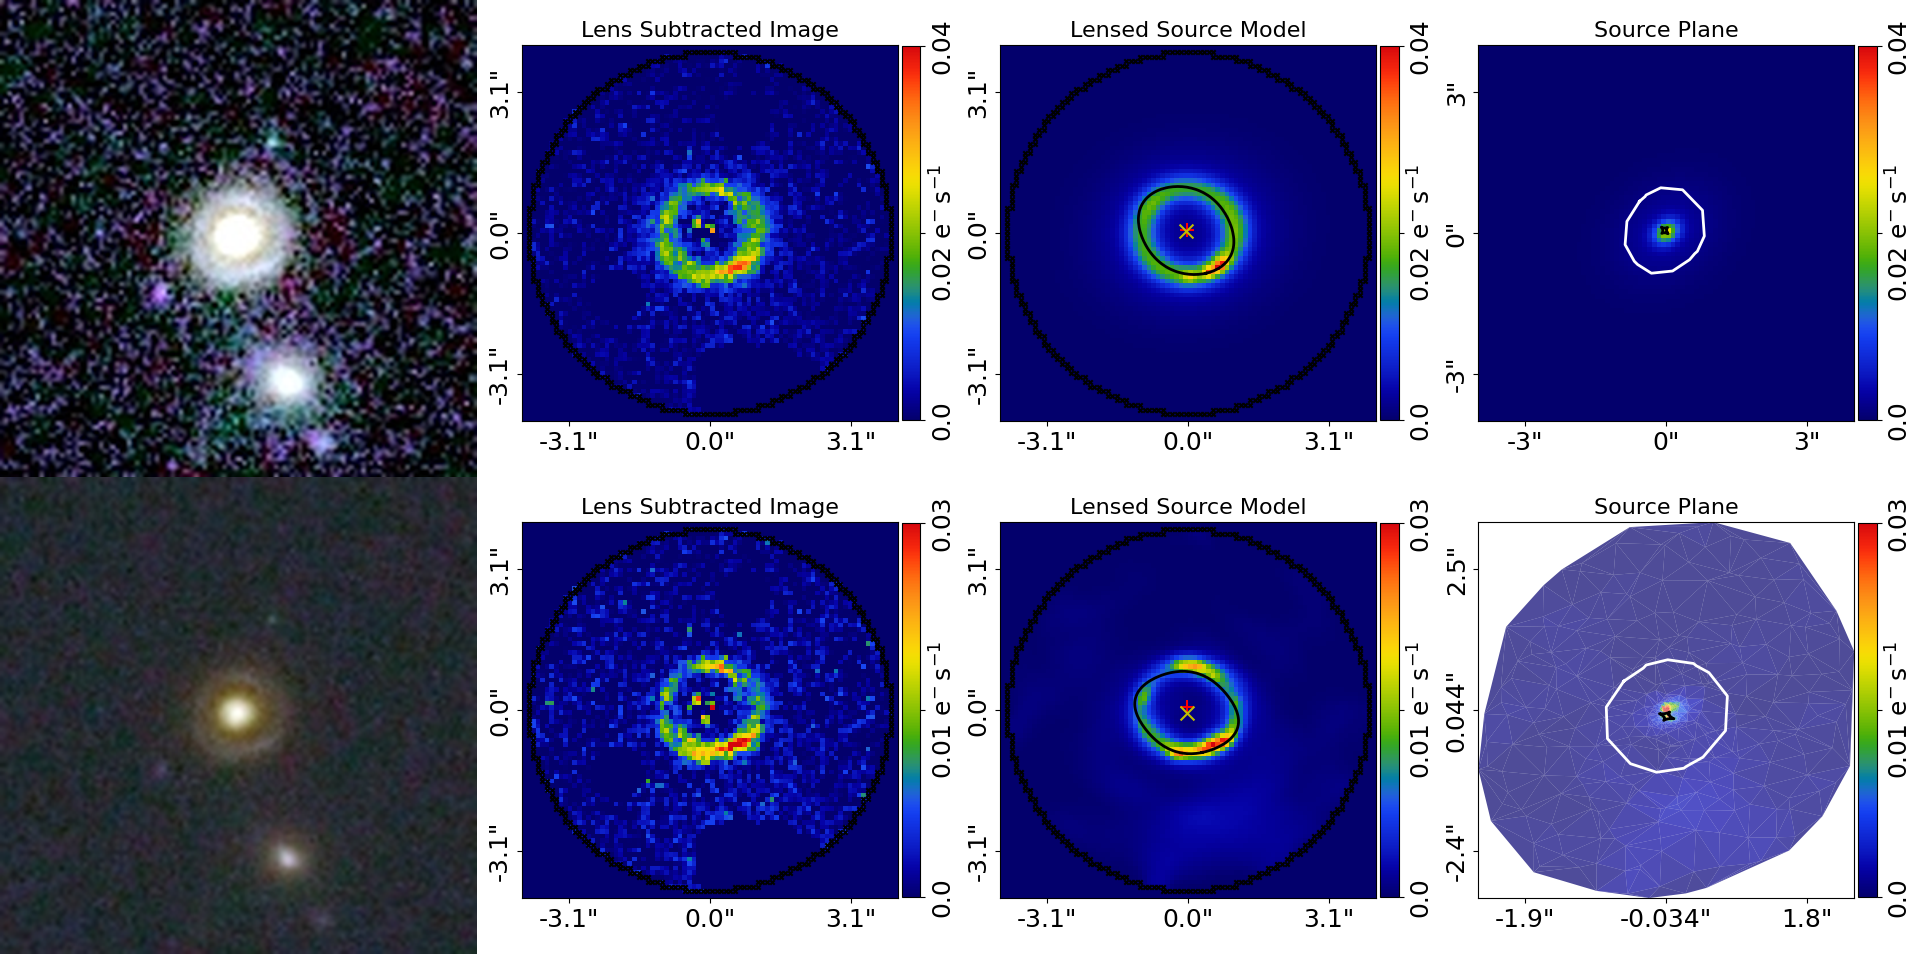 Lens Subtracted Image
3.1"
0.0"
-3.1"
-3.1" 0.0" 3.1"
0.04
0.02 e⁻ s⁻¹
0.0
Lensed Source Model
3.1"
0.0"
-3.1"
-3.1" 0.0" 3.1"
0.04
0.02 e⁻ s⁻¹
0.0
Source Plane
3"
0"
-3"
-3" 0" 3"
0.04
0.02 e⁻ s⁻¹
0.0
Lens Subtracted Image
3.1"
0.0"
-3.1"
-3.1" 0.0" 3.1"
0.03
0.01 e⁻ s⁻¹
0.0
Lensed Source Model
3.1"
0.0"
-3.1"
-3.1" 0.0" 3.1"
0.03
0.01 e⁻ s⁻¹
0.0
Source Plane
2.5"
0.044"
-2.4"
-1.9" -0.034" 1.8"
0.03
0.01 e⁻ s⁻¹
0.0